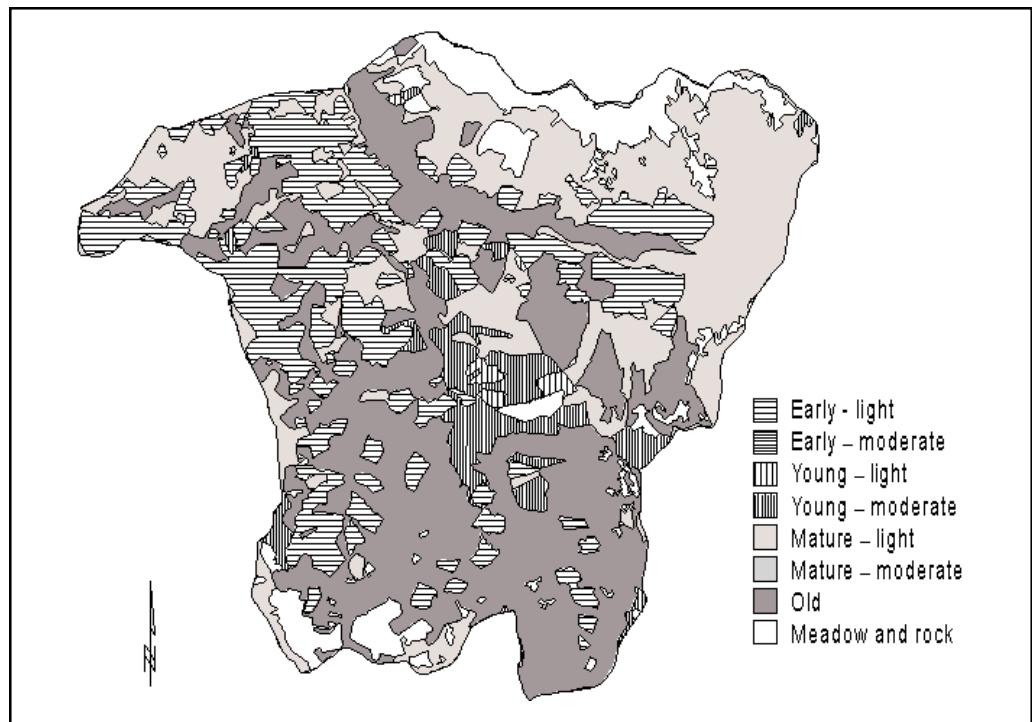 Early - light
Early – moderate
Young – light
Young – moderate
Mature – light
Mature – moderate
Old
Meadow and rock
N